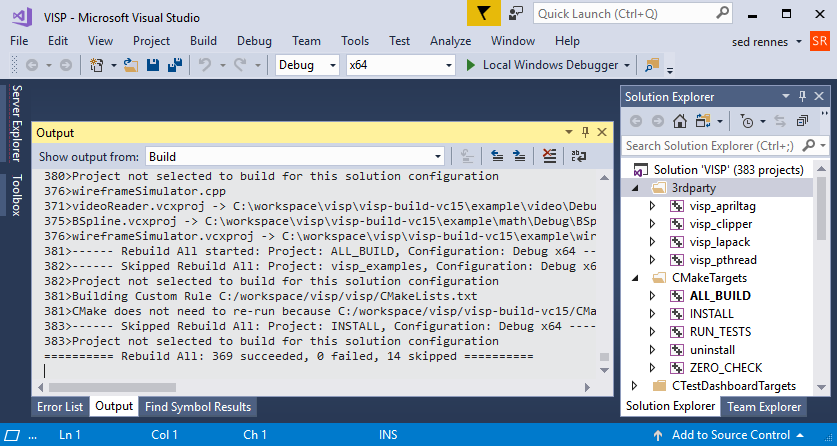 VISP - Microsoft Visual Studio
Quick Launch (Ctrl+Q)
File Edit View Project Build Debug Team Tools Test Analyze Window Help sed rennes SR
Debug x64 Local Windows Debugger
Server Explorer
Toolbox
Output
Show output from: Build
380>Project not selected to build for this solution configuration
376>wireframeSimulator.cpp
371>videoReader.vcxproj -> C:\workspace\visp\visp-build-vc15\example\video\Debu
375>BSpline.vcxproj -> C:\workspace\visp\visp-build-vc15\example\math\Debug\BSp
376>wireframeSimulator.vcxproj -> C:\workspace\visp\visp-build-vc15\example\wir
381>------ Rebuild All started: Project: ALL_BUILD, Configuration: Debug x64 --
382>------ Skipped Rebuild All: Project: visp_examples, Configuration: Debug x6
382>Project not selected to build for this solution configuration
381>Building Custom Rule C:/workspace/visp/visp/CMakeLists.txt
381>CMake does not need to re-run because C:/workspace/visp/visp-build-vc15/CMa
383>------ Skipped Rebuild All: Project: INSTALL, Configuration: Debug x64 ----
383>Project not selected to build for this solution configuration
========== Rebuild All: 369 succeeded, 0 failed, 14 skipped ==========
Error List Output Find Symbol Results
Solution Explorer
Search Solution Explorer (Ctrl+;)
Solution 'VISP' (383 projects)
3rdparty
visp_apriltag
visp_clipper
visp_lapack
visp_pthread
CMakeTargets
ALL_BUILD
INSTALL
RUN_TESTS
uninstall
ZERO_CHECK
CTestDashboardTargets
Solution Explorer Team Explorer
... Ln 1 Col 1 Ch 1 INS Add to Source Control